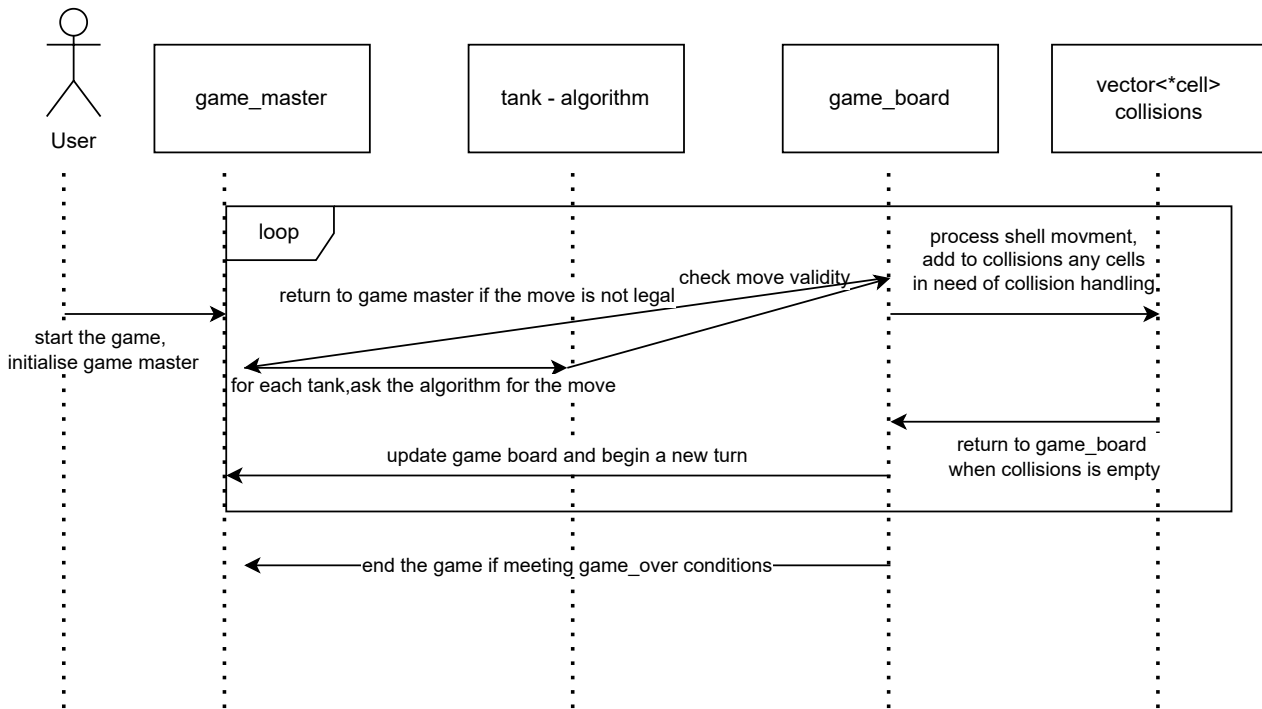 User
game_master
tank - algorithm
game_board
vector<*cell>
collisions
loop
process shell movment,
add to collisions any cells
in need of collision handling
check move validity
return to game master if the move is not legal
start the game,
initialise game master
for each tank,ask the algorithm for the move
return to game_board
when collisions is empty
update game board and begin a new turn
end the game if meeting game_over conditions